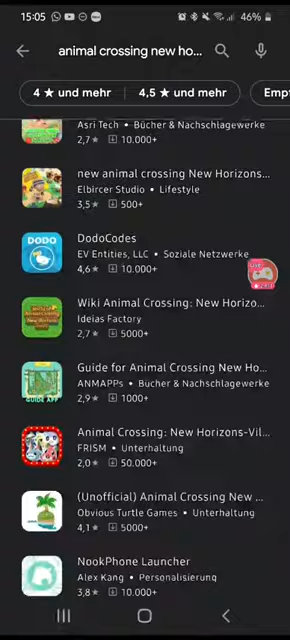 15:05
46%
animal crossing new ho...
4 ★ und mehr
4,5 ★ und mehr
Empf
Asri Tech • Bücher & Nachschlagewerke
2,7★ 10.000+
new animal crossing New Horizons...
Elbircer Studio • Lifestyle
3,5★ 500+
DODO
DodoCodes
EV Entities, LLC • Soziale Netzwerke
4,6★ 10.000+
Wiki Animal Crossing: New Horizo...
Ideias Factory
2,7★ 5000+
Guide for Animal Crossing New Ho...
ANMAPPs • Bücher & Nachschlagewerke
2,9★ 1000+
GUIDE APP
Animal Crossing: New Horizons-Vil...
FRISM • Unterhaltung
2,0★ 50.000+
(Unofficial) Animal Crossing New ...
Obvious Turtle Games • Unterhaltung
4,1★ 5000+
NookPhone Launcher
Alex Kang • Personalisierung
3,8★ 10.000+